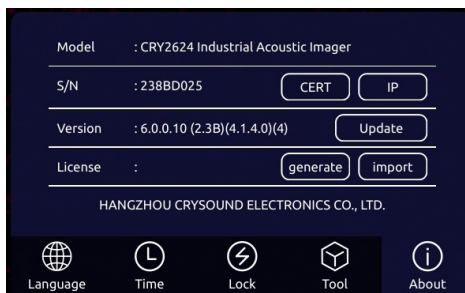 Model : CRY2624 Industrial Acoustic Imager
S/N : 238BD025 CERT IP
Version : 6.0.0.10 (2.3B)(4.1.4.0)(4) Update
License : generate import
HANGZHOU CRYSOUND ELECTRONICS CO., LTD.
Language Time Lock Tool About